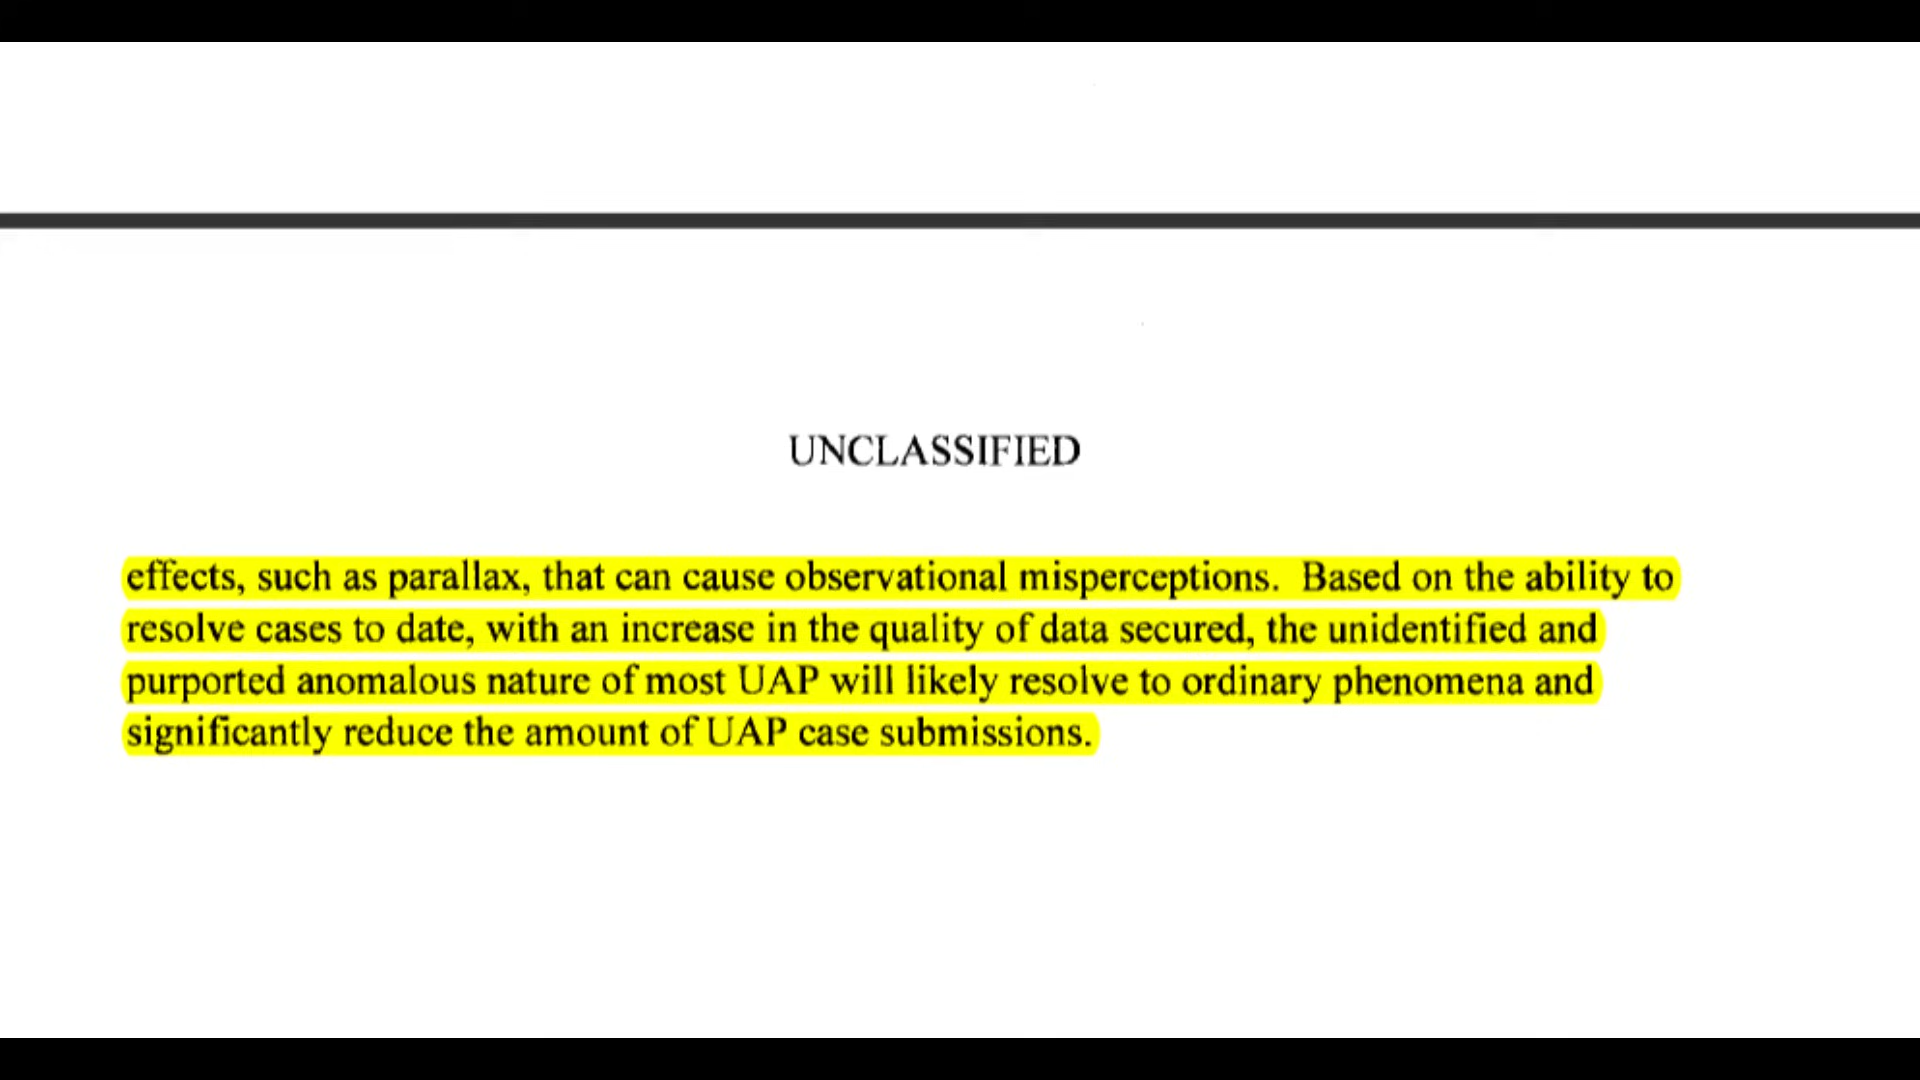 UNCLASSIFIED
effects, such as parallax, that can cause observational misperceptions. Based on the ability to
resolve cases to date, with an increase in the quality of data secured, the unidentified and
purported anomalous nature of most UAP will likely resolve to ordinary phenomena and
significantly reduce the amount of UAP case submissions.